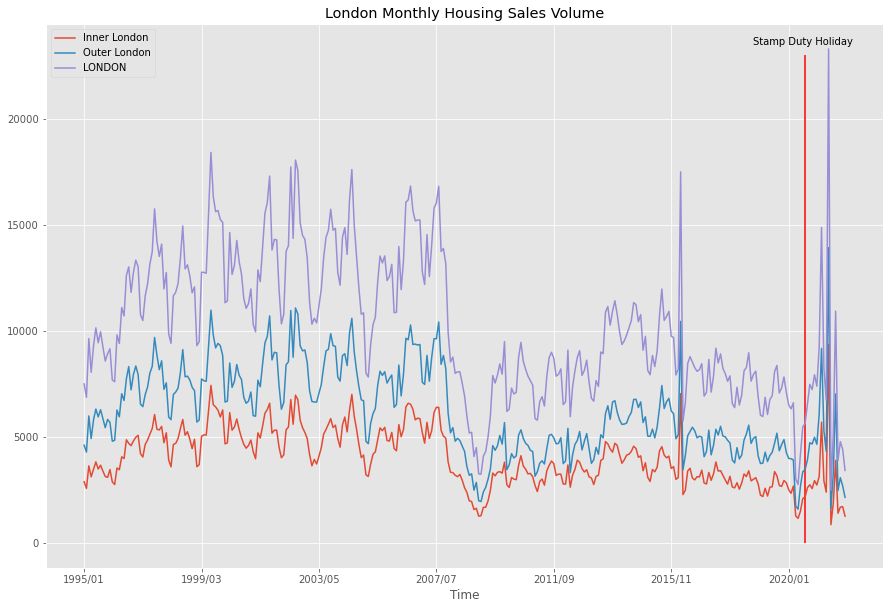 London Monthly Housing Sales Volume
Inner London
Outer London
LONDON
Stamp Duty Holiday
20000
15000
10000
5000
0
1995/01
1999/03
2003/05
2007/07
2011/09
2015/11
2020/01
Time